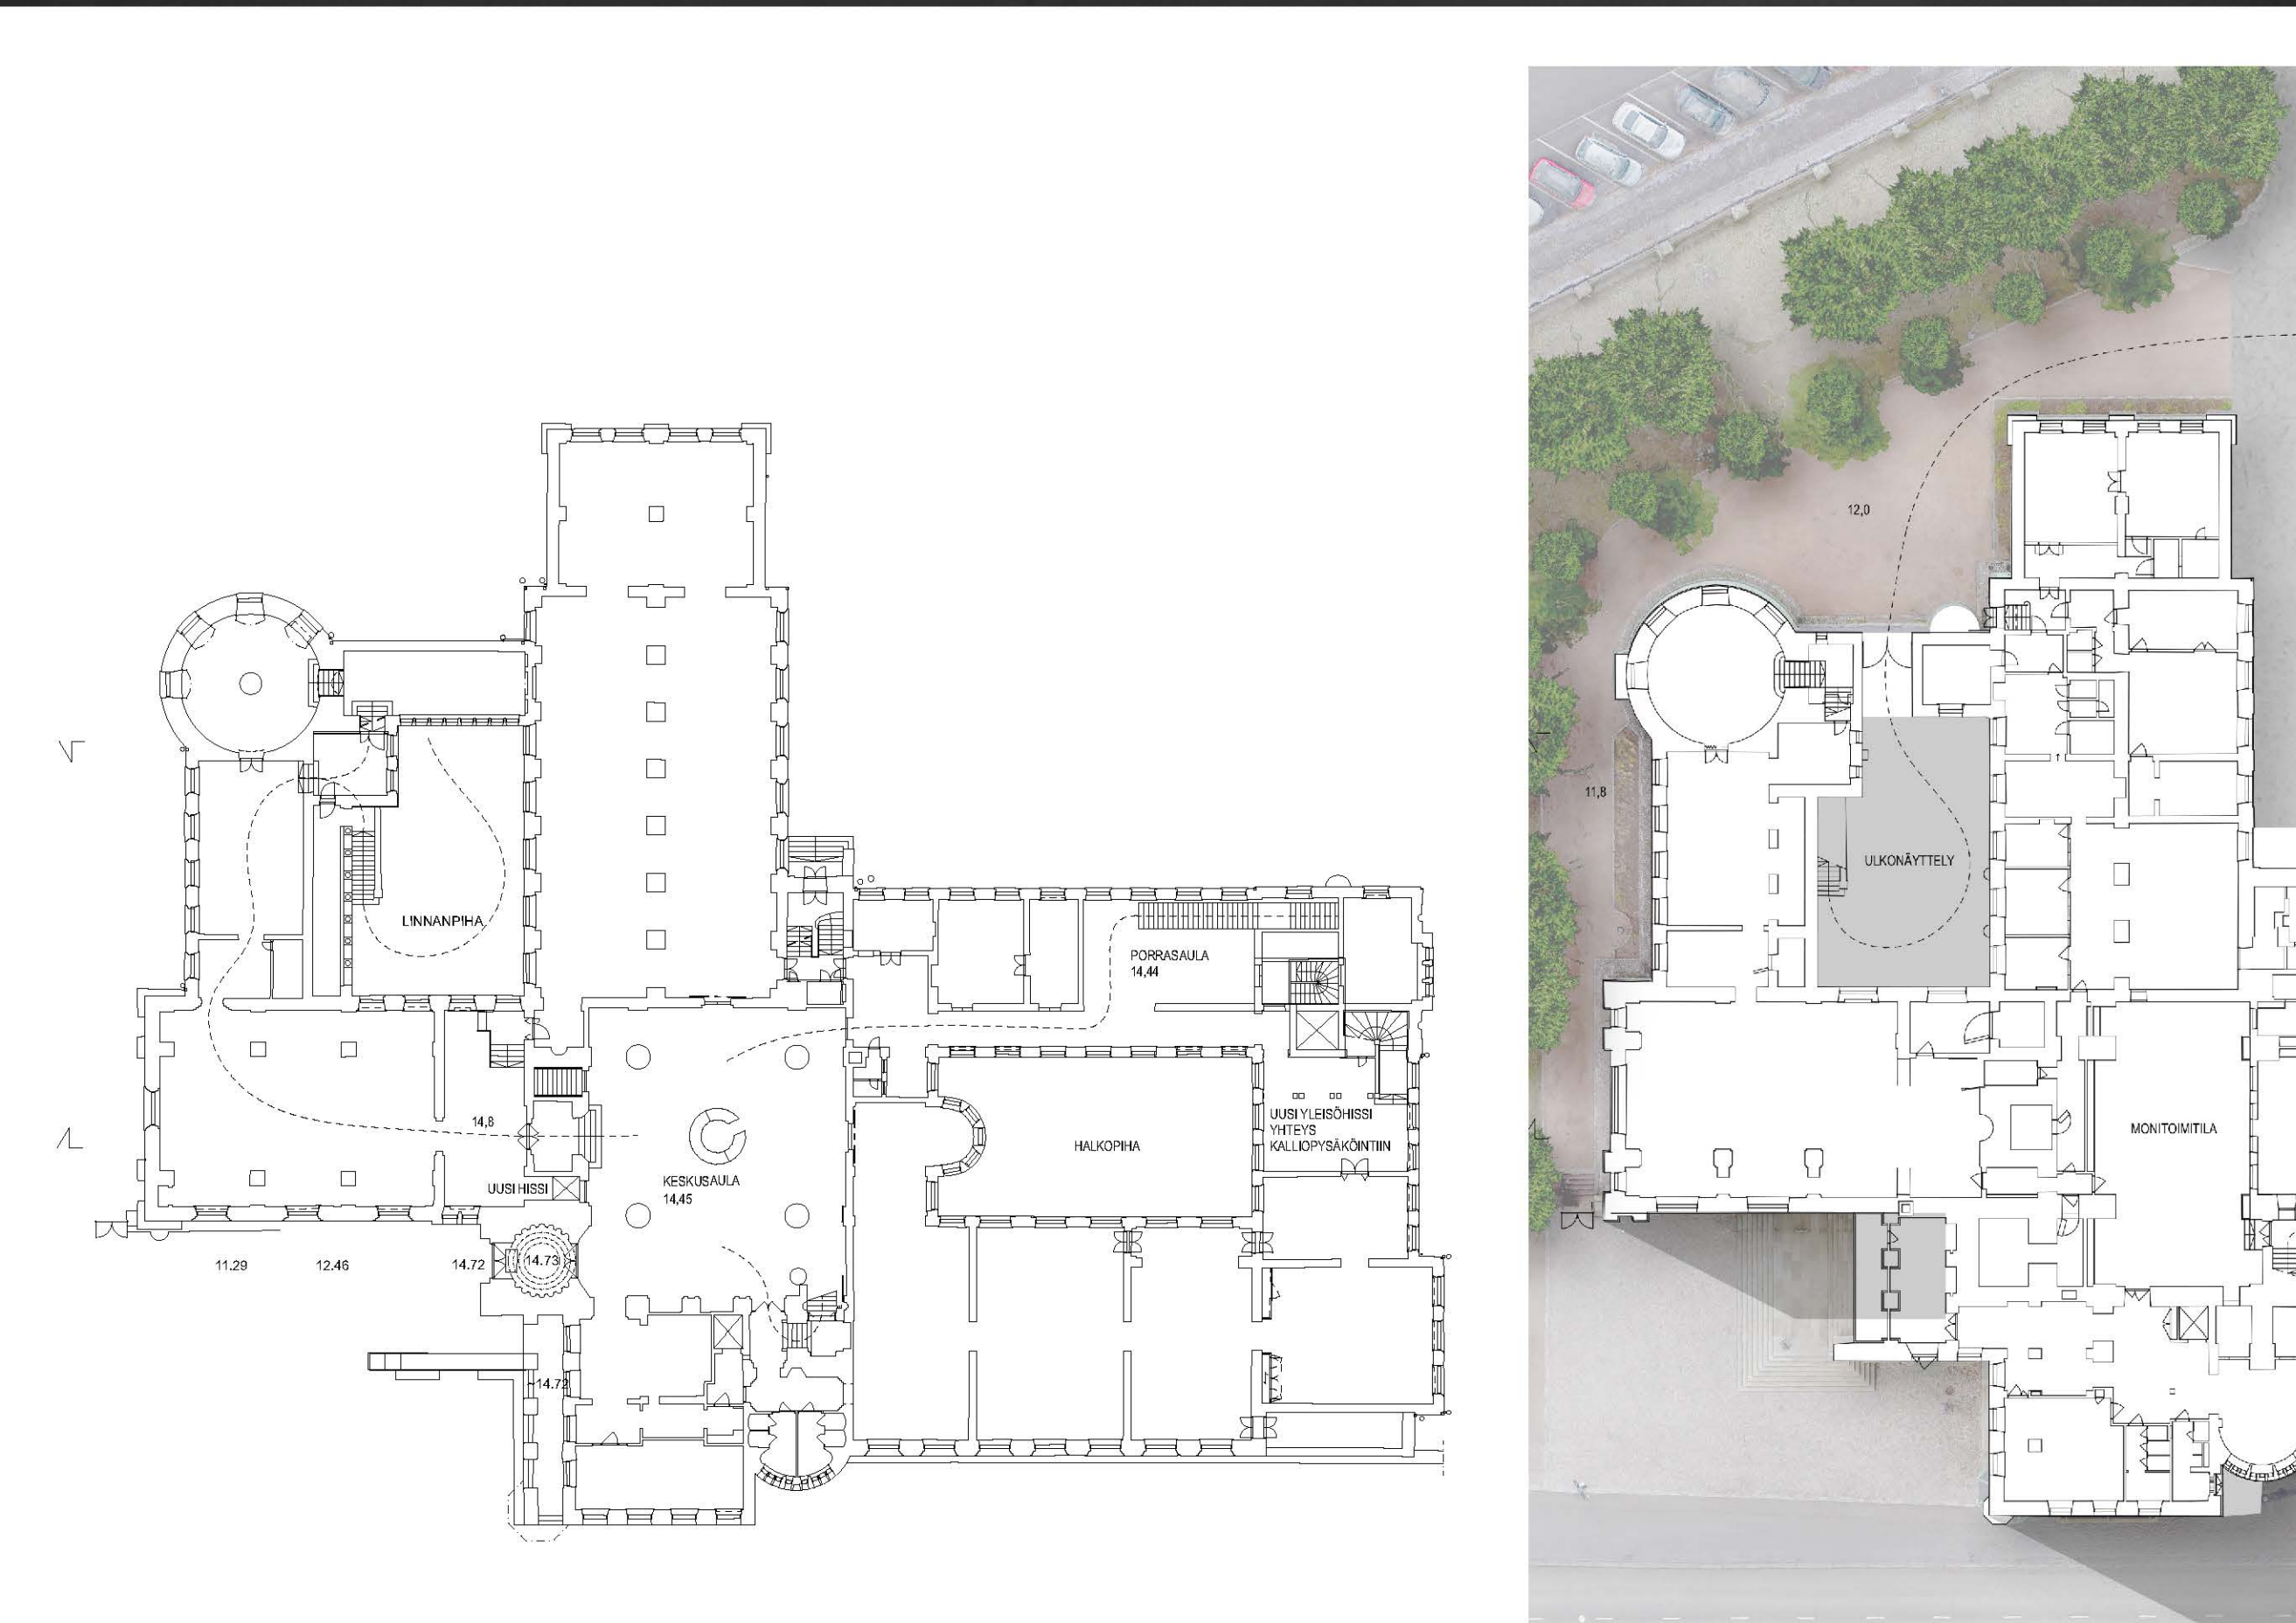 LINNANPIHA
PORRASAULA
14,44
14,8
UUSI HISSI
KESKUSAULA
14,45
HALKOPIHA
UUSI YLEISÖHISSI
YHTEYS
KALLIOPYSÄKÖINTIIN
11.29
12.46
14.72
14.73
14.72
12,0
11,8
ULKONÄYTTELY
MONITOIMITILA